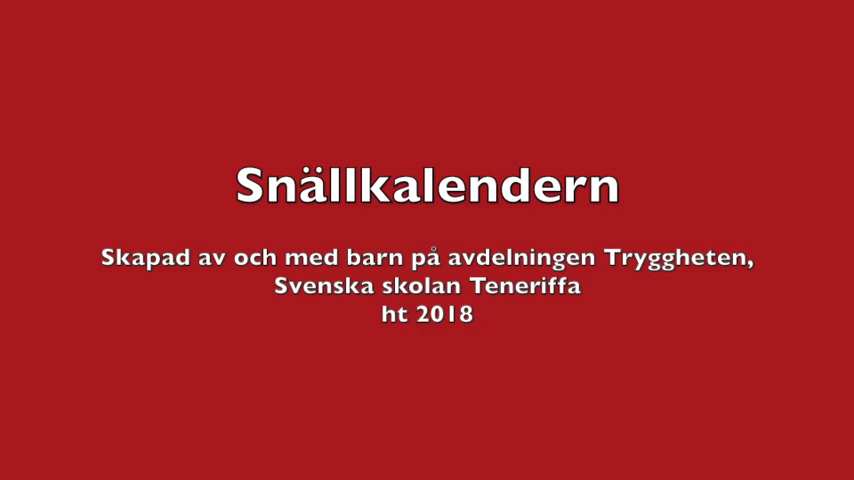 Snällkalendern
Skapad av och med barn på avdelningen Tryggheten,
Svenska skolan Teneriffa
ht 2018